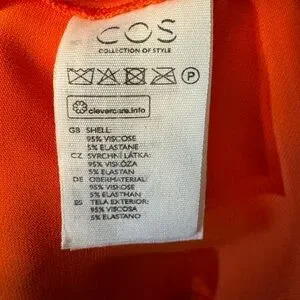 COS
COLLECTION OF STYLE
P
clevercare.info
GB SHELL:
95% VISCOSE
5% ELASTANE
CZ SVRCHNÍ LÁTKA:
95% VISKÓZA
5% ELASTAN
DE OBERMATERIAL:
95% VISKOSE
5% ELASTHAN
ES TELA EXTERIOR:
95% VISCOSA
5% ELASTANO